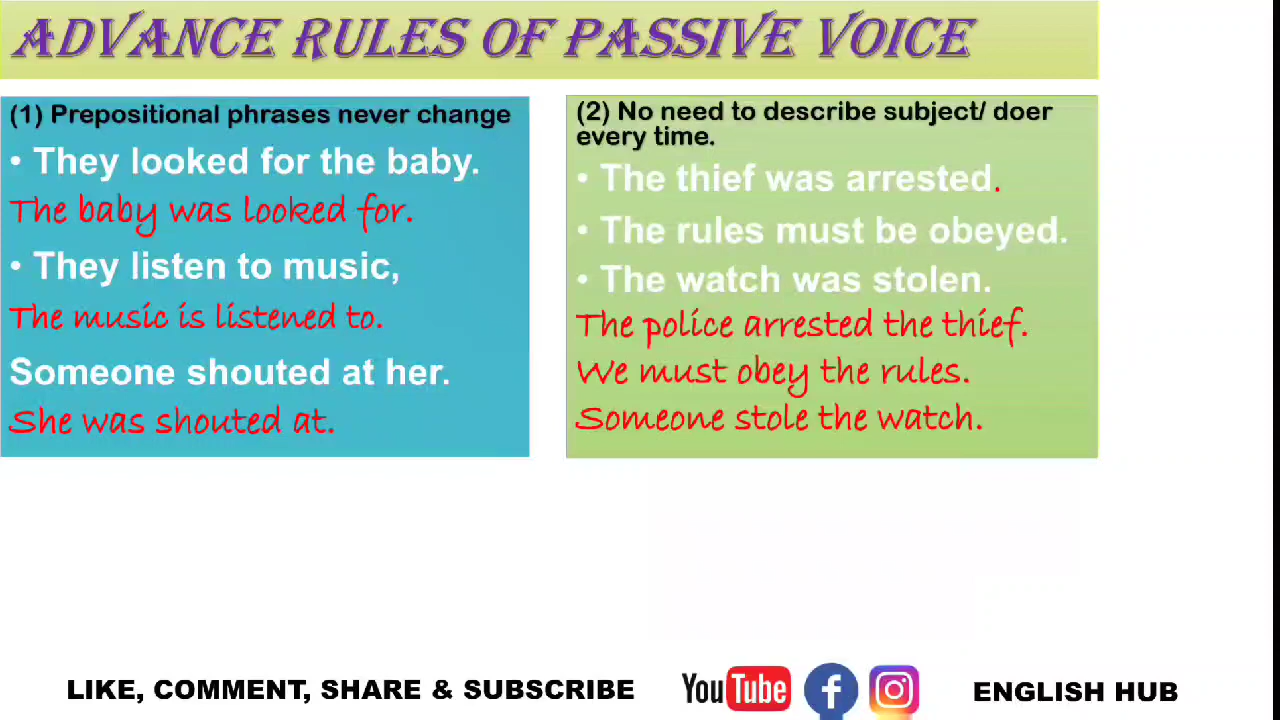 ADVANCE RULES OF PASSIVE VOICE
(1) Prepositional phrases never change
• They looked for the baby.
The baby was looked for.
• They listen to music,
The music is listened to.
Someone shouted at her.
She was shouted at.
(2) No need to describe subject/ doer
every time.
• The thief was arrested.
• The rules must be obeyed.
• The watch was stolen.
The police arrested the thief.
We must obey the rules.
Someone stole the watch.
LIKE, COMMENT, SHARE & SUBSCRIBE
YouTube
f
ENGLISH HUB